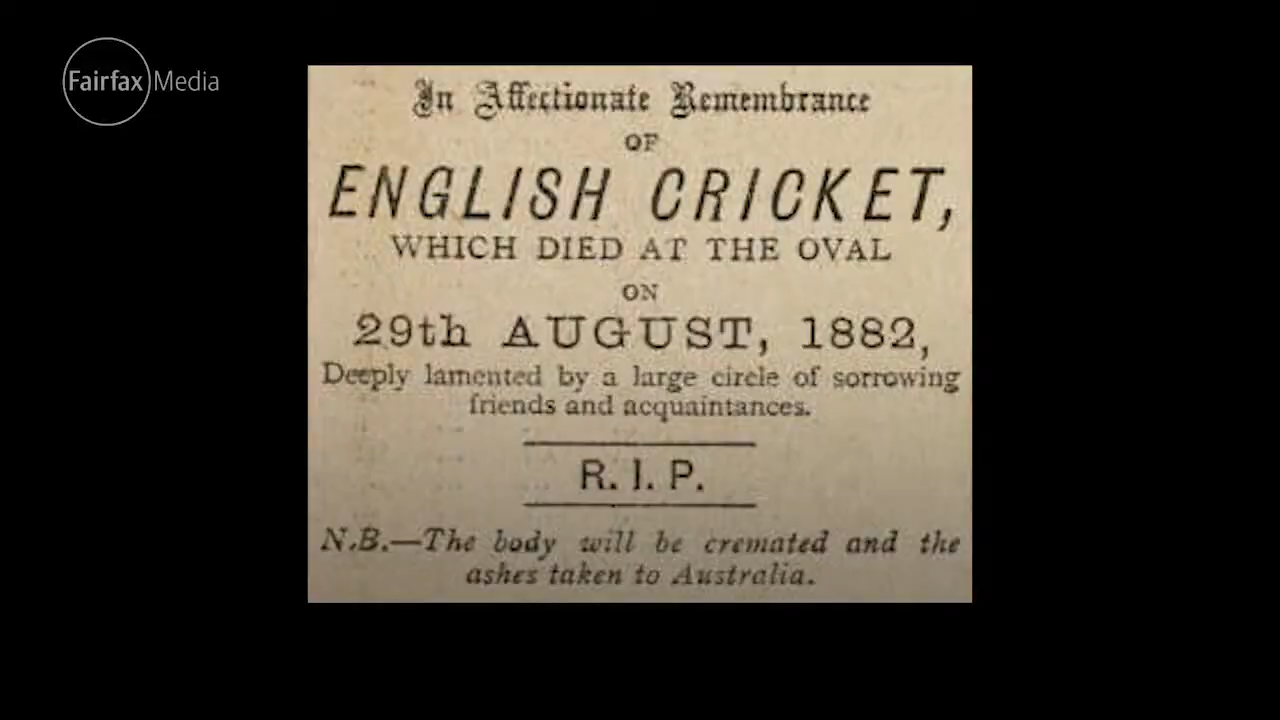 Fairfax Media
In Affectionate Remembrance
OF
ENGLISH CRICKET,
WHICH DIED AT THE OVAL
ON
29th AUGUST, 1882,
Deeply lamented by a large circle of sorrowing
friends and acquaintances.
R. I. P.
N.B.—The body will be cremated and the
ashes taken to Australia.